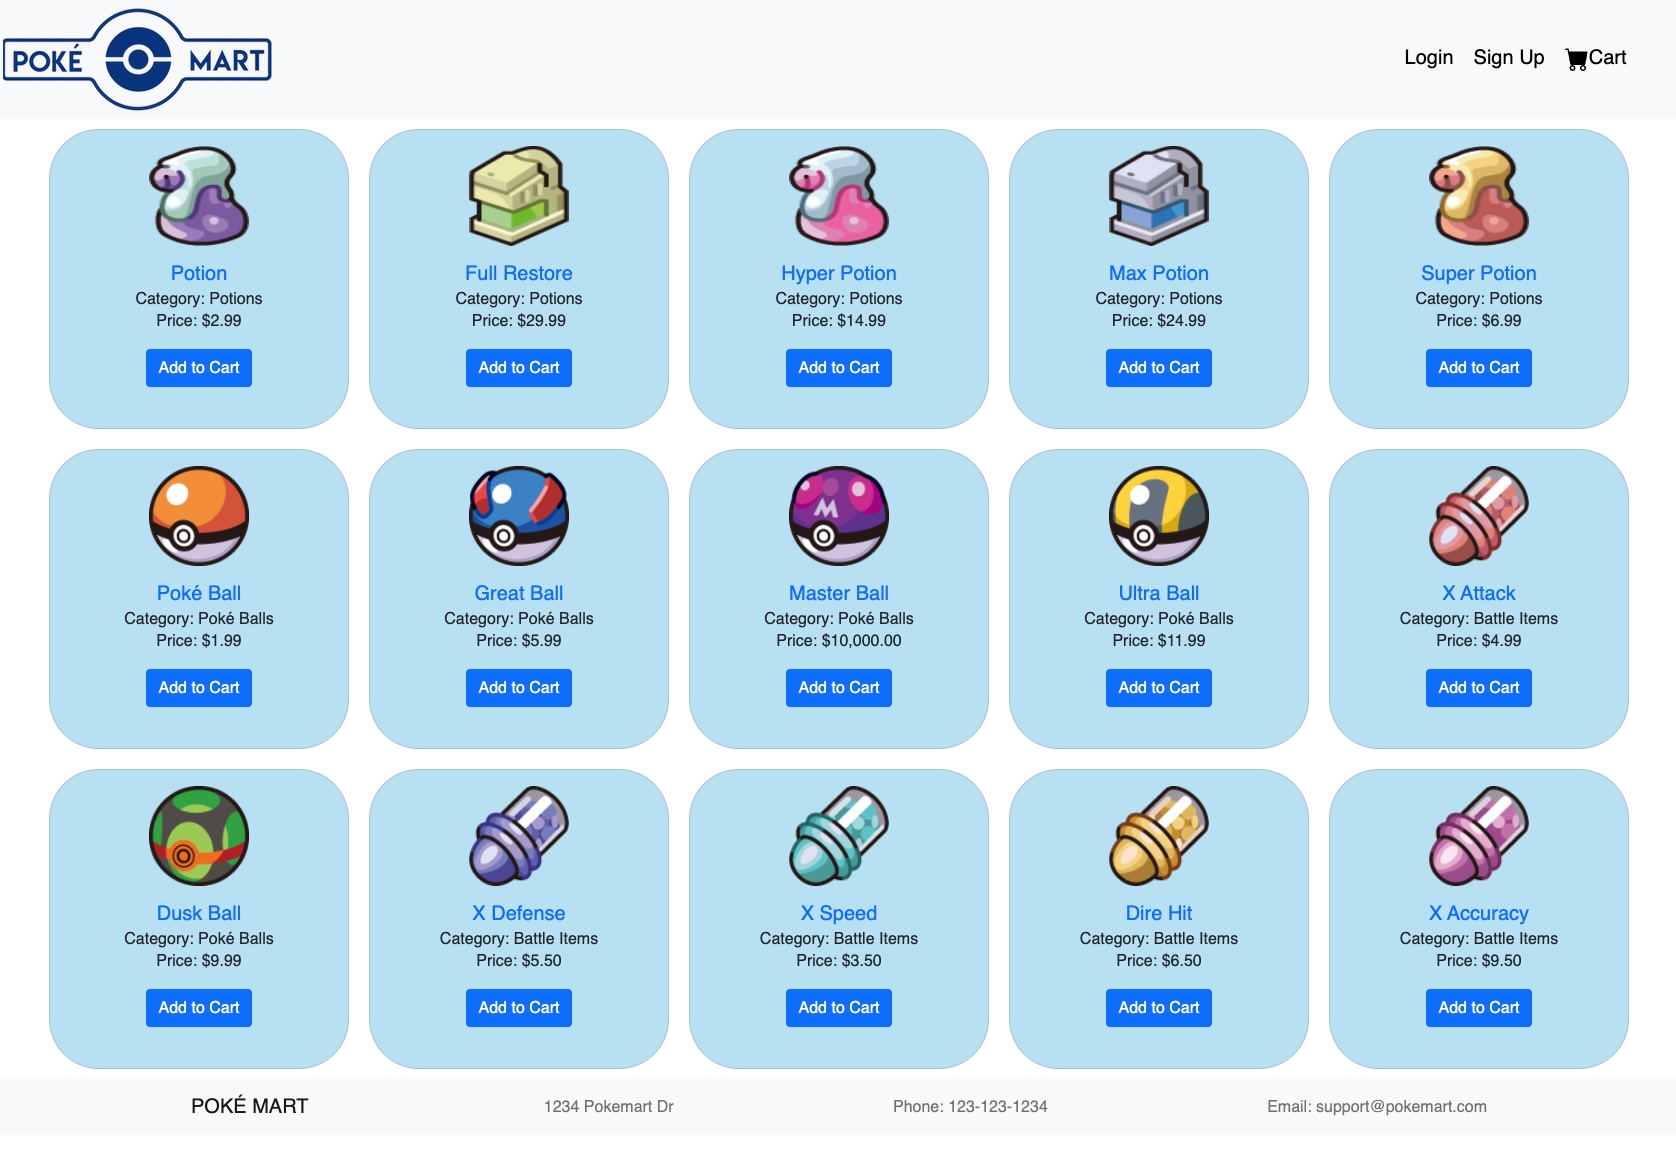 POKÉ MART
Login Sign Up Cart
Potion
Category: Potions
Price: $2.99
Add to Cart
Full Restore
Category: Potions
Price: $29.99
Add to Cart
Hyper Potion
Category: Potions
Price: $14.99
Add to Cart
Max Potion
Category: Potions
Price: $24.99
Add to Cart
Super Potion
Category: Potions
Price: $6.99
Add to Cart
Poké Ball
Category: Poké Balls
Price: $1.99
Add to Cart
Great Ball
Category: Poké Balls
Price: $5.99
Add to Cart
M
Master Ball
Category: Poké Balls
Price: $10,000.00
Add to Cart
Ultra Ball
Category: Poké Balls
Price: $11.99
Add to Cart
X Attack
Category: Battle Items
Price: $4.99
Add to Cart
Dusk Ball
Category: Poké Balls
Price: $9.99
Add to Cart
X Defense
Category: Battle Items
Price: $5.50
Add to Cart
X Speed
Category: Battle Items
Price: $3.50
Add to Cart
Dire Hit
Category: Battle Items
Price: $6.50
Add to Cart
X Accuracy
Category: Battle Items
Price: $9.50
Add to Cart
POKÉ MART 1234 Pokemart Dr Phone: 123-123-1234 Email: support@pokemart.com